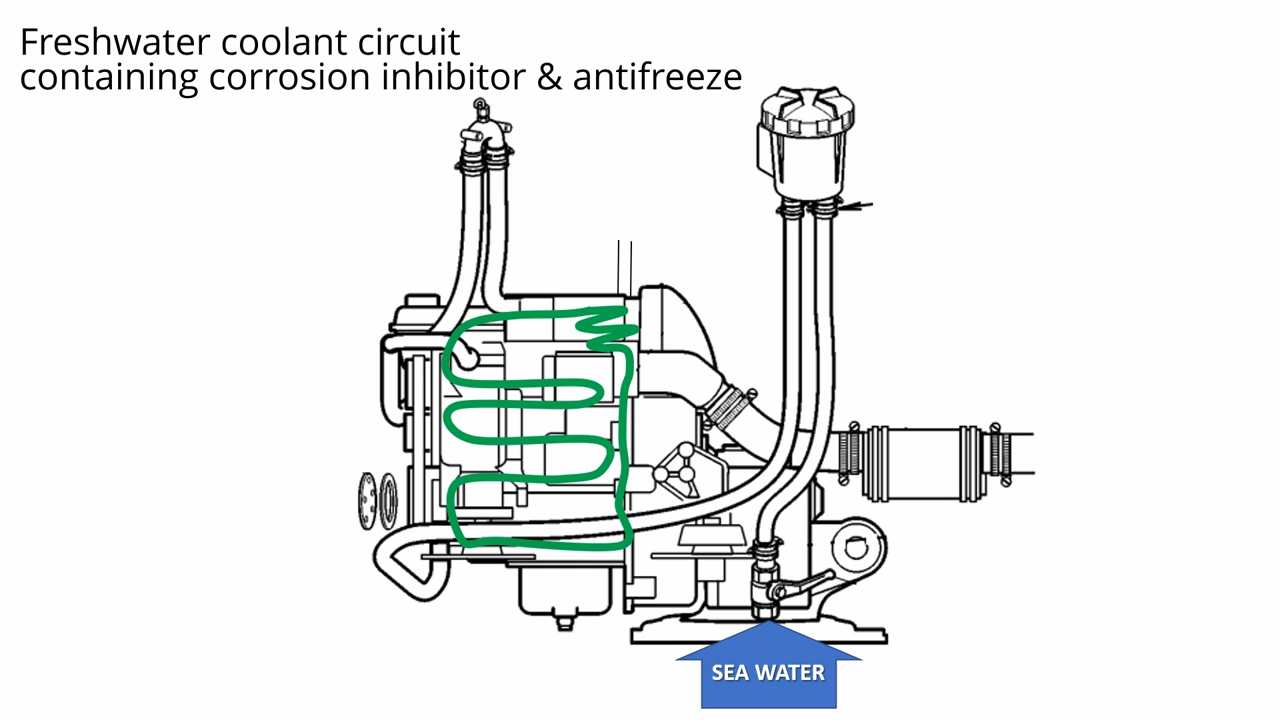 Freshwater coolant circuit
containing corrosion inhibitor & antifreeze
SEA WATER